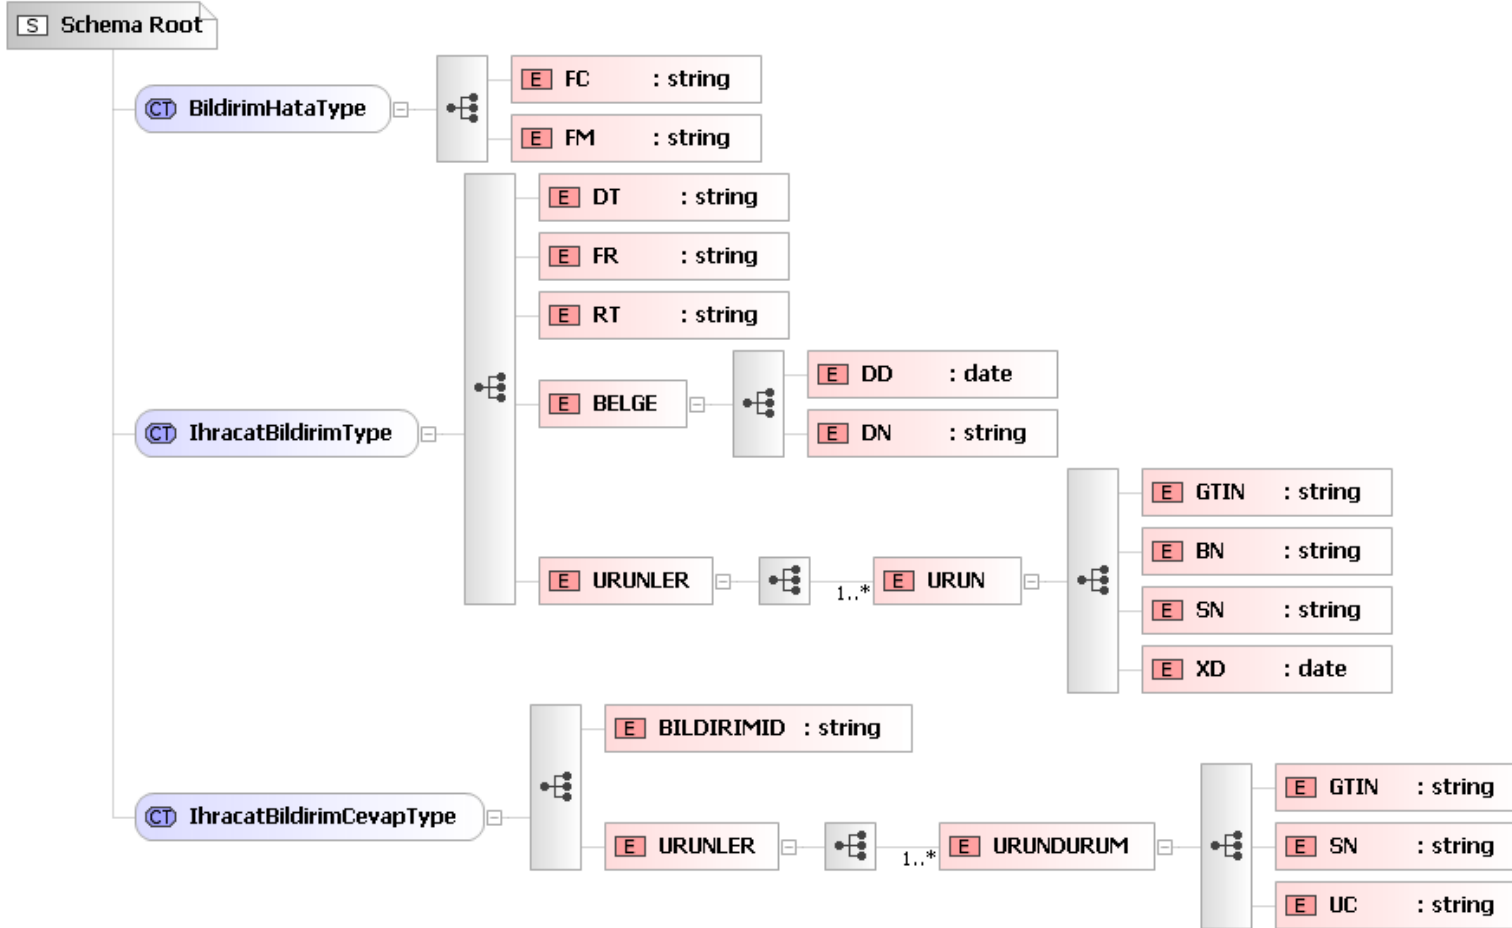 S Schema Root
CT BildirimHataType
E FC : string
E FM : string
CT IhracatBildirimType
E DT : string
E FR : string
E RT : string
E BELGE
E DD : date
E DN : string
E URUNLER
1..*
E URUN
E GTIN : string
E BN : string
E SN : string
E XD : date
CT IhracatBildirimCevapType
E BILDIRIMID : string
E URUNLER
1..*
E URUNDURUM
E GTIN : string
E SN : string
E UC : string